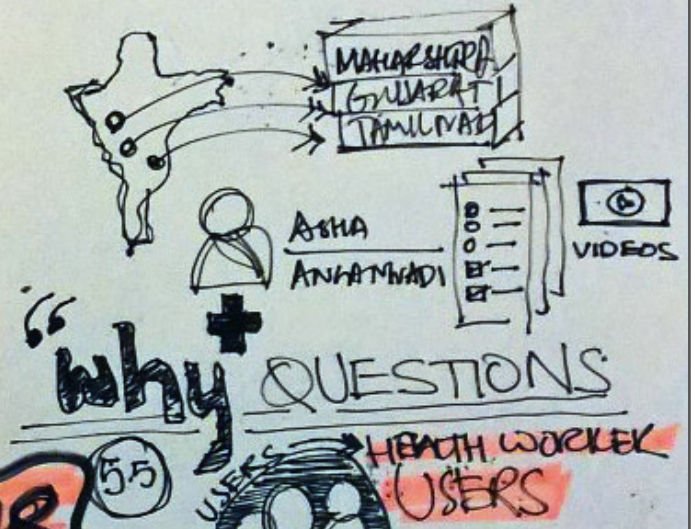 MAHARSHTRA
GUJARAT
TAMILNAD
ASHA
ANGANWADI
VIDEOS
"why QUESTIONS
55
HEALTH WORKER
USERS
USERS